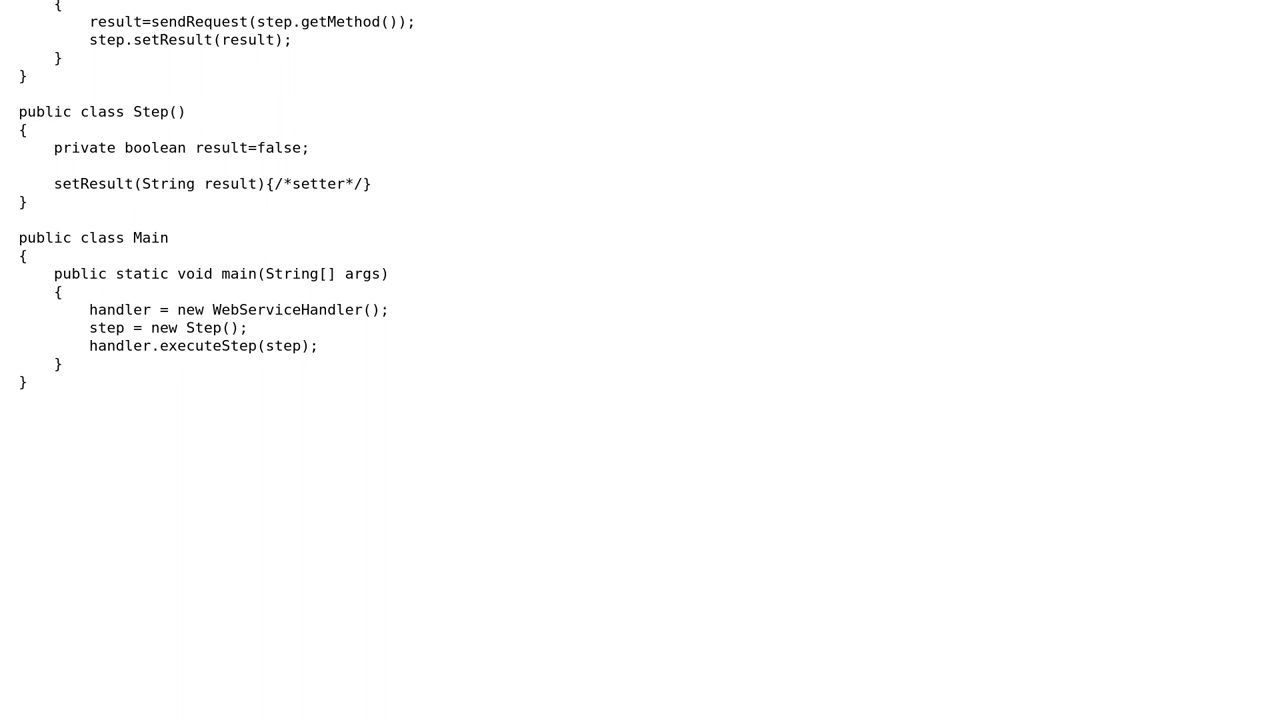 {
result=sendRequest(step.getMethod());
step.setResult(result);
}
}
public class Step()
{
private boolean result=false;
setResult(String result){/*setter*/}
}
public class Main
{
public static void main(String[] args)
{
handler = new WebServiceHandler();
step = new Step();
handler.executeStep(step);
}
}